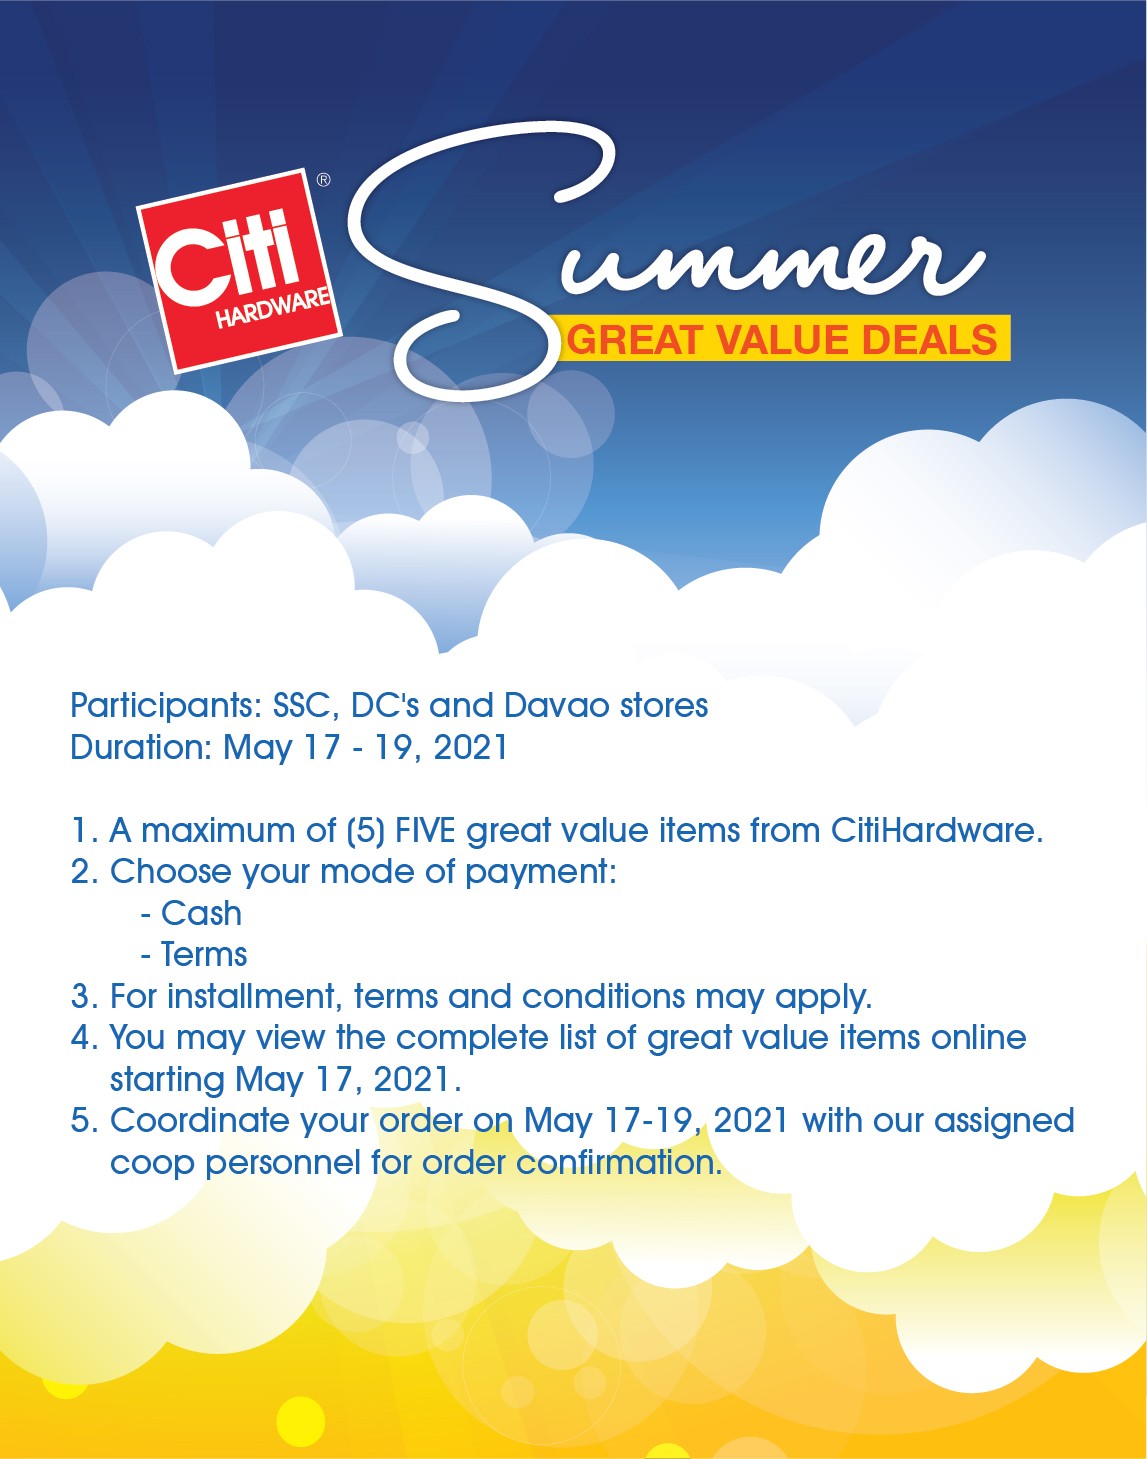 Citi
HARDWARE
®
Summer
GREAT VALUE DEALS
Participants: SSC, DC's and Davao stores
Duration: May 17 - 19, 2021
1. A maximum of (5) FIVE great value items from CitiHardware.
2. Choose your mode of payment:
- Cash
- Terms
3. For installment, terms and conditions may apply.
4. You may view the complete list of great value items online
starting May 17, 2021.
5. Coordinate your order on May 17-19, 2021 with our assigned
coop personnel for order confirmation.